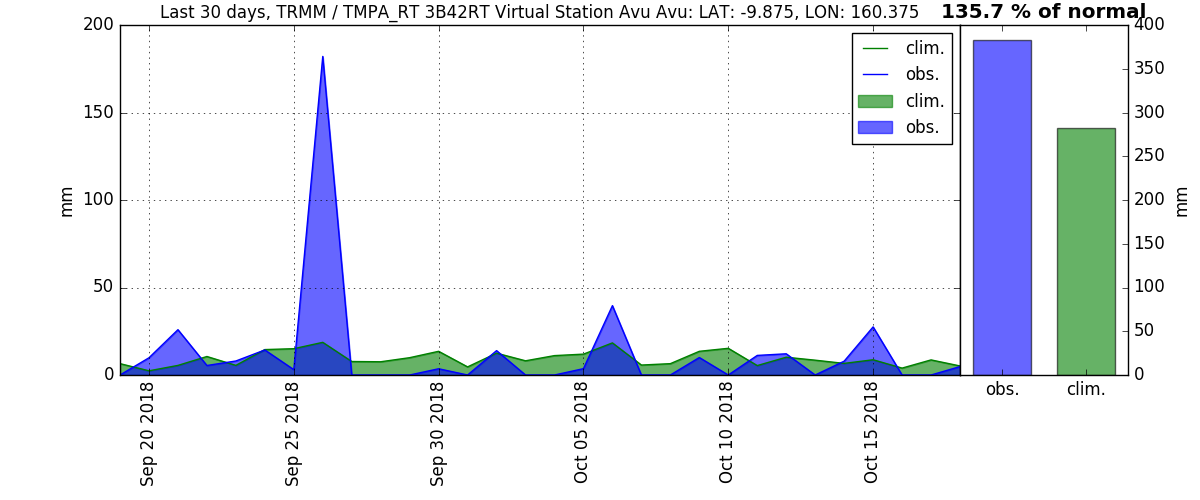 Last 30 days, TRMM / TMPA_RT 3B42RT Virtual Station Avu Avu: LAT: -9.875, LON: 160.375
135.7 % of normal
200
150
100
50
0
mm
clim.
obs.
clim.
obs.
400
350
300
250
200
150
100
50
0
mm
obs.
clim.
Sep 20 2018
Sep 25 2018
Sep 30 2018
Oct 05 2018
Oct 10 2018
Oct 15 2018